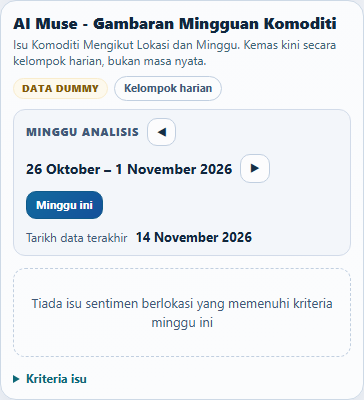 AI Muse - Gambaran Mingguan Komoditi
Isu Komoditi Mengikut Lokasi dan Minggu. Kemas kini secara
kelompok harian, bukan masa nyata.
DATA DUMMY Kelompok harian
MINGGU ANALISIS ◀
26 Oktober – 1 November 2026 ▶
Minggu ini
Tarikh data terakhir 14 November 2026
Tiada isu sentimen berlokasi yang memenuhi kriteria
minggu ini
▶ Kriteria isu